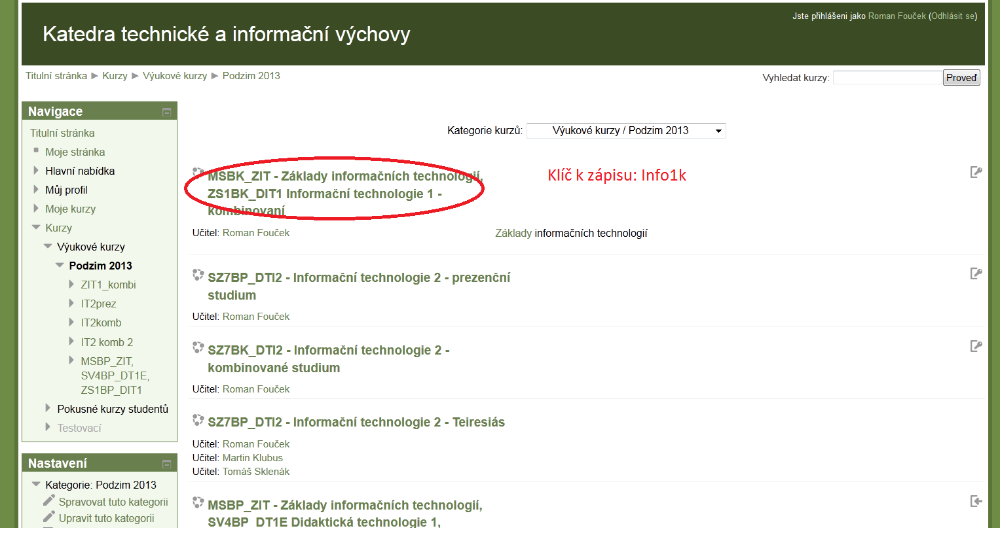 Jste přihlášeni jako Roman Fouček (Odhlásit se)
Katedra technické a informační výchovy
Titulní stránka ► Kurzy ► Výukové kurzy ► Podzim 2013
Vyhledat kurzy: Proveď
Navigace
Titulní stránka
Moje stránka
Hlavní nabídka
Můj profil
Moje kurzy
Kurzy
Výukové kurzy
Podzim 2013
ZIT1_kombi
IT2prez
IT2komb
IT2 komb 2
MSBP_ZIT,
SV4BP_DT1E,
ZS1BP_DIT1
Pokusné kurzy studentů
Testovací
Nastavení
Kategorie: Podzim 2013
Spravovat tuto kategorii
Upravit tuto kategorii
Kategorie kurzů: Výukové kurzy / Podzim 2013
MSBK_ZIT - Základy informačních technologií,
ZS1BK_DIT1 Informační technologie 1 -
kombinovaní
Klíč k zápisu: Info1k
Učitel: Roman Fouček
Základy informačních technologií
SZ7BP_DTI2 - Informační technologie 2 - prezenční
studium
Učitel: Roman Fouček
SZ7BK_DTI2 - Informační technologie 2 -
kombinované studium
Učitel: Roman Fouček
SZ7BP_DTI2 - Informační technologie 2 - Teiresiás
Učitel: Roman Fouček
Učitel: Martin Klubus
Učitel: Tomáš Sklenák
MSBP_ZIT - Základy informačních technologií,
SV4BP_DT1E Didaktická technologie 1,